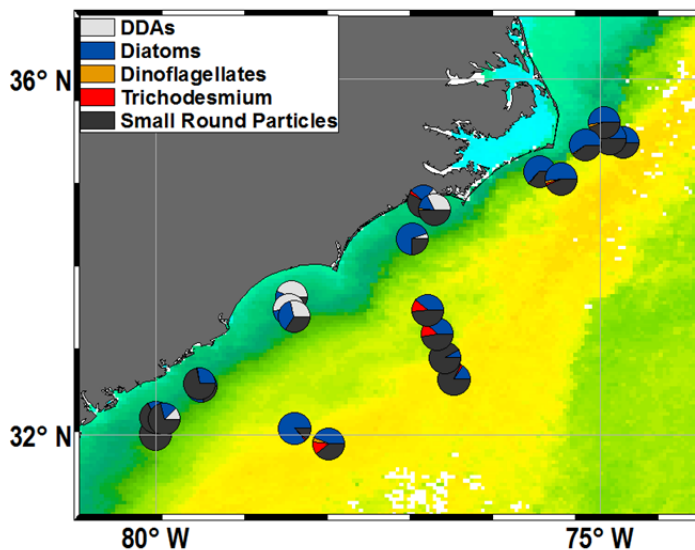 DDAs
Diatoms
Dinoflagellates
Trichodesmium
Small Round Particles
36° N
32° N
80° W
75° W